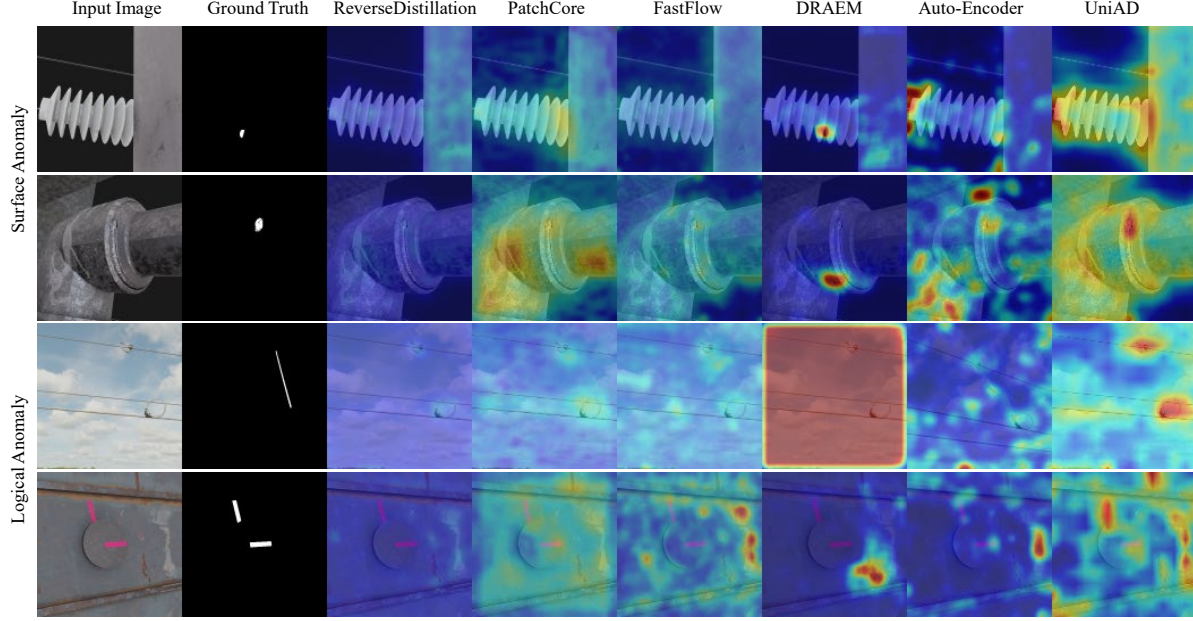 Input Image Ground Truth ReverseDistillation PatchCore FastFlow DRAEM Auto-Encoder UniAD
Surface Anomaly
Logical Anomaly